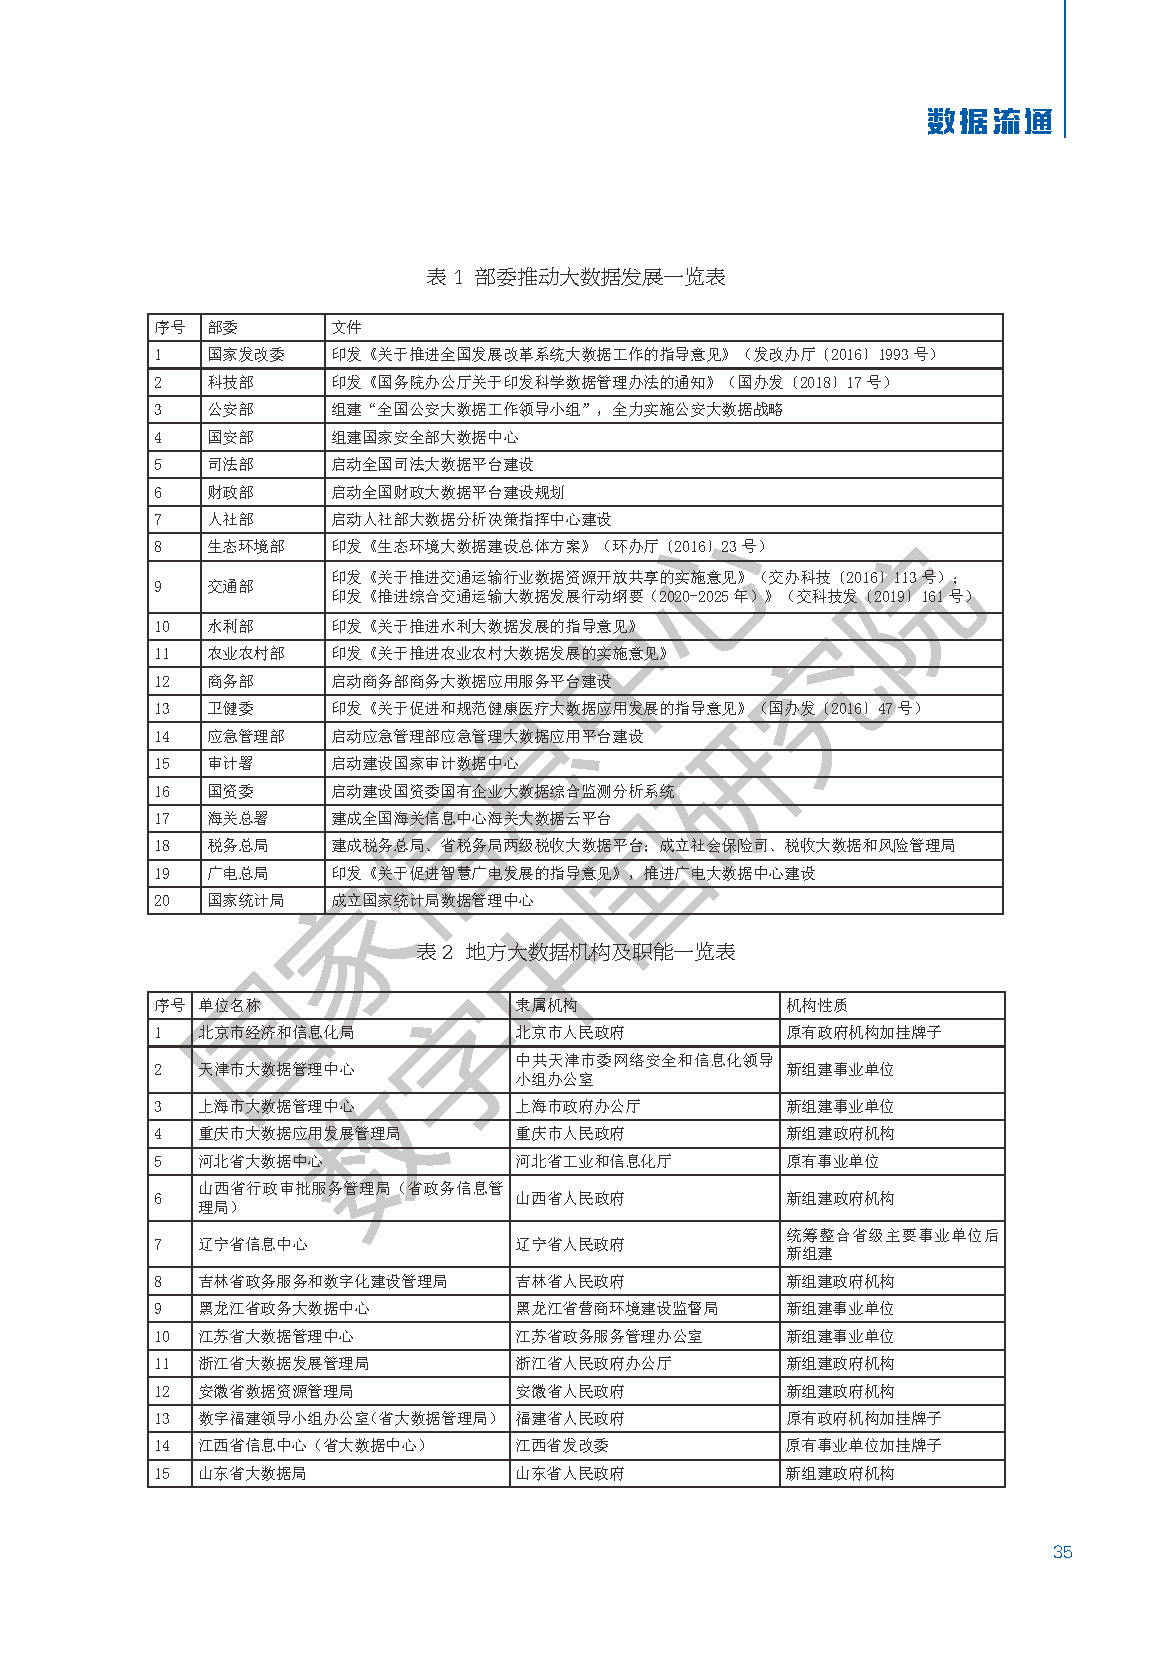 数据流通
表 1 部委推动大数据发展一览表
序号 部委 文件
1 国家发改委 印发《关于推进全国发展改革系统大数据工作的指导意见》（发改办厅〔2016〕1993 号）
2 科技部 印发《国务院办公厅关于印发科学数据管理办法的通知》（国办发〔2018〕17 号）
3 公安部 组建“全国公安大数据工作领导小组”，全力实施公安大数据战略
4 国安部 组建国家安全部大数据中心
5 司法部 启动全国司法大数据平台建设
6 财政部 启动全国财政大数据平台建设规划
7 人社部 启动人社部大数据分析决策指挥中心建设
8 生态环境部 印发《生态环境大数据建设总体方案》（环办厅〔2016〕23 号）
9 交通部 印发《关于推进交通运输行业数据资源开放共享的实施意见》（交办科技〔2016〕113 号）；
印发《推进综合交通运输大数据发展行动纲要（2020-2025 年）》（交科技发〔2019〕161 号）
10 水利部 印发《关于推进水利大数据发展的指导意见》
11 农业农村部 印发《关于推进农业农村大数据发展的实施意见》
12 商务部 启动商务部商务大数据应用服务平台建设
13 卫健委 印发《关于促进和规范健康医疗大数据应用发展的指导意见》（国办发〔2016〕47 号）
14 应急管理部 启动应急管理部应急管理大数据应用平台建设
15 审计署 启动建设国家审计数据中心
16 国资委 启动建设国资委国有企业大数据综合监测分析系统
17 海关总署 建成全国海关信息中心海关大数据云平台
18 税务总局 建成税务总局、省税务局两级税收大数据平台；成立社会保险司、税收大数据和风险管理局
19 广电总局 印发《关于促进智慧广电发展的指导意见》，推进广电大数据中心建设
20 国家统计局 成立国家统计局数据管理中心
表 2 地方大数据机构及职能一览表
序号 单位名称 隶属机构 机构性质
1 北京市经济和信息化局 北京市人民政府 原有政府机构加挂牌子
2 天津市大数据管理中心 中共天津市委网络安全和信息化领导
小组办公室 新组建事业单位
3 上海市大数据管理中心 上海市政府办公厅 新组建事业单位
4 重庆市大数据应用发展管理局 重庆市人民政府 新组建政府机构
5 河北省大数据中心 河北省工业和信息化厅 原有事业单位
6 山西省行政审批服务管理局（省政务信息管
理局） 山西省人民政府 新组建政府机构
7 辽宁省信息中心 辽宁省人民政府 统筹整合省级主要事业单位后
新组建
8 吉林省政务服务和数字化建设管理局 吉林省人民政府 新组建政府机构
9 黑龙江省政务大数据中心 黑龙江省营商环境建设监督局 新组建事业单位
10 江苏省大数据管理中心 江苏省政务服务管理办公室 新组建事业单位
11 浙江省大数据发展管理局 浙江省人民政府办公厅 新组建政府机构
12 安徽省数据资源管理局 安徽省人民政府 新组建政府机构
13 数字福建领导小组办公室（省大数据管理局） 福建省人民政府 原有政府机构加挂牌子
14 江西省信息中心（省大数据中心） 江西省发改委 原有事业单位加挂牌子
15 山东省大数据局 山东省人民政府 新组建政府机构
国家信息中心
数字中国研究院
35